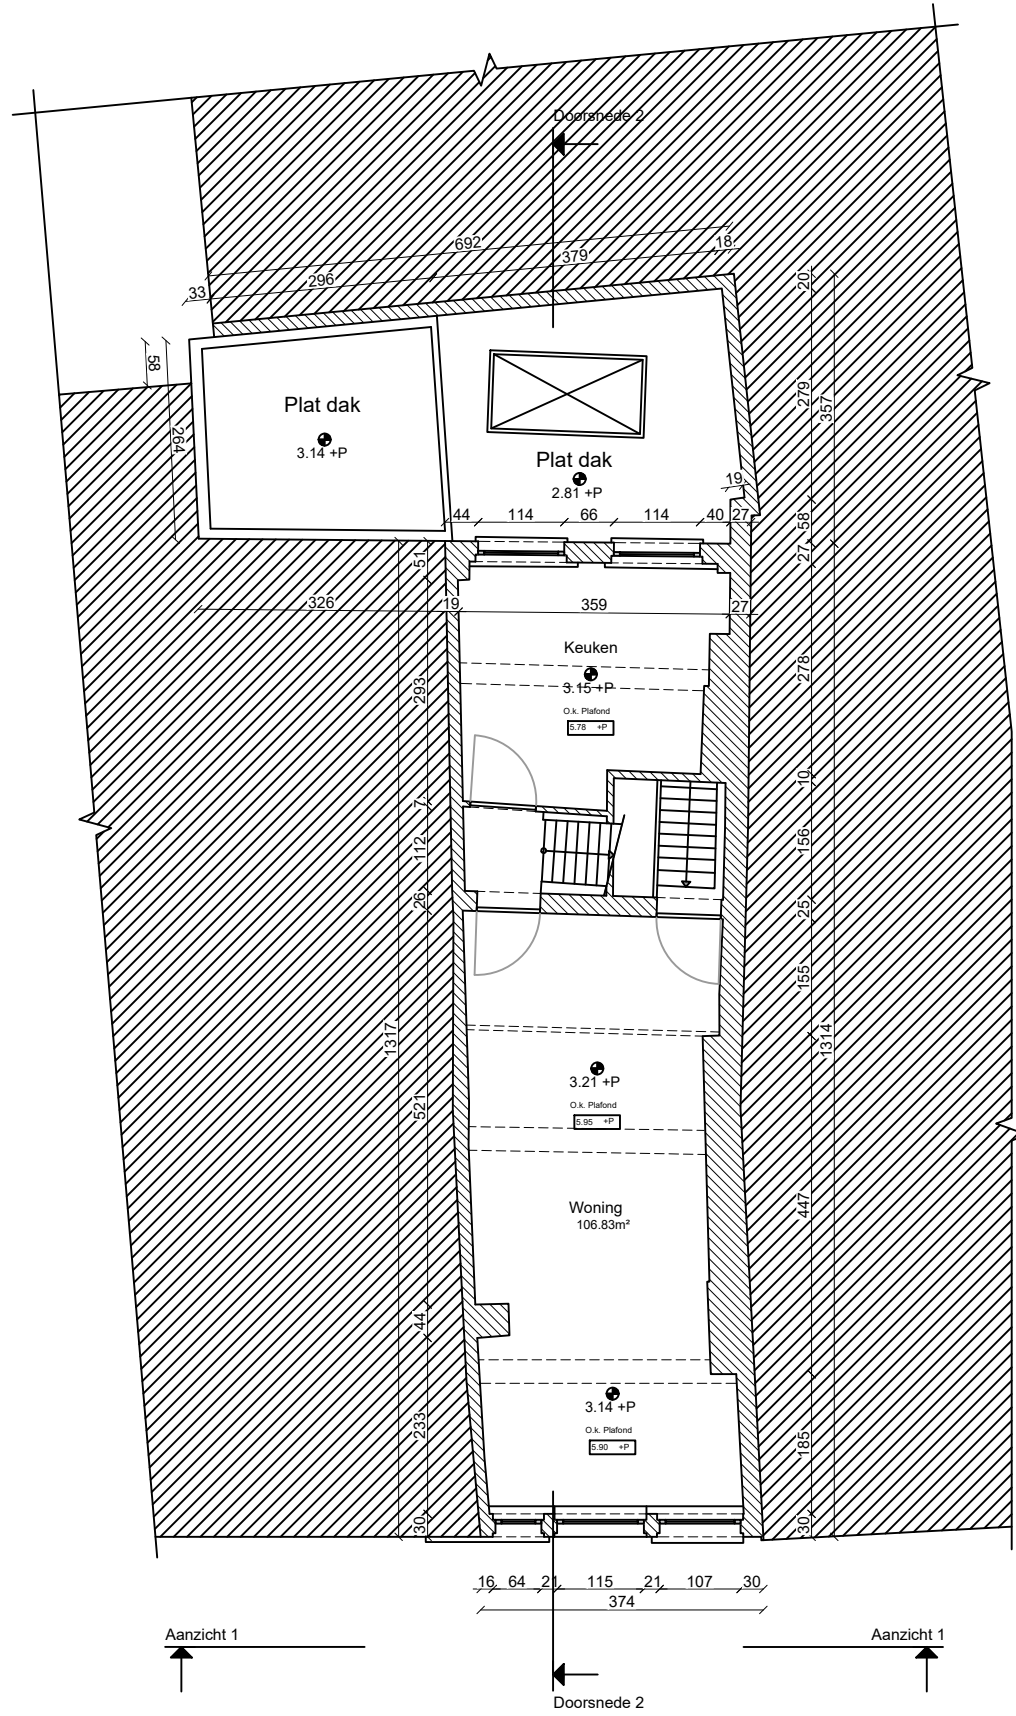 Doorsnede 2
692
379
18
296
33
20
58
264
279
357
Plat dak
3.14 +P
Plat dak
2.81 +P
19
44
114
66
114
40
27
58
27
51
326
19
359
27
Keuken
3.15 +P
O.k. Plafond
5.78 +P
278
293
10
7
112
156
26
25
155
1317
1314
3.21 +P
O.k. Plafond
5.95 +P
521
447
Woning
106.83m²
44
3.14 +P
O.k. Plafond
5.90 +P
233
185
30
30
16
64
21
115
21
107
30
374
Aanzicht 1
Aanzicht 1
Doorsnede 2